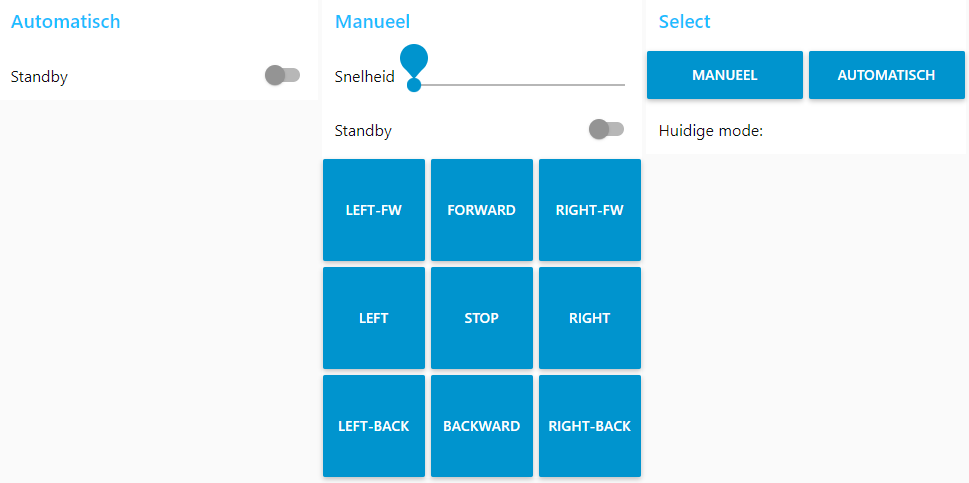 Automatisch
Standby
Manueel
Snelheid
Standby
LEFT-FW FORWARD RIGHT-FW
LEFT STOP RIGHT
LEFT-BACK BACKWARD RIGHT-BACK
Select
MANUEEL AUTOMATISCH
Huidige mode: